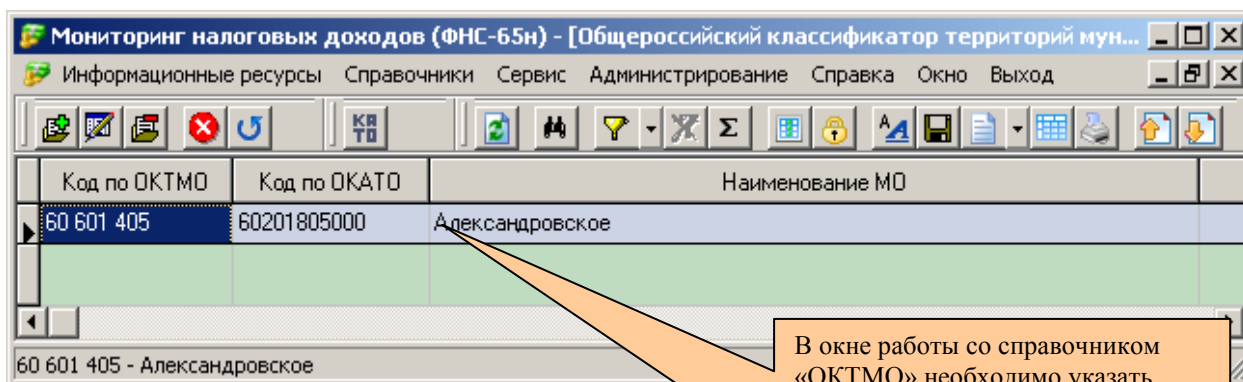 Мониторинг налоговых доходов (ФНС-65н) - [Общероссийский классификатор территорий мун...
Информационные ресурсы Справочники Сервис Администрирование Справка Окно Выход
КА
ТО
Σ
А А
Код по ОКТМО Код по ОКАТО Наименование МО
60 601 405 60201805000 Александровское
60 601 405 - Александровское
В окне работы со справочником
«ОКТМО» необходимо указать